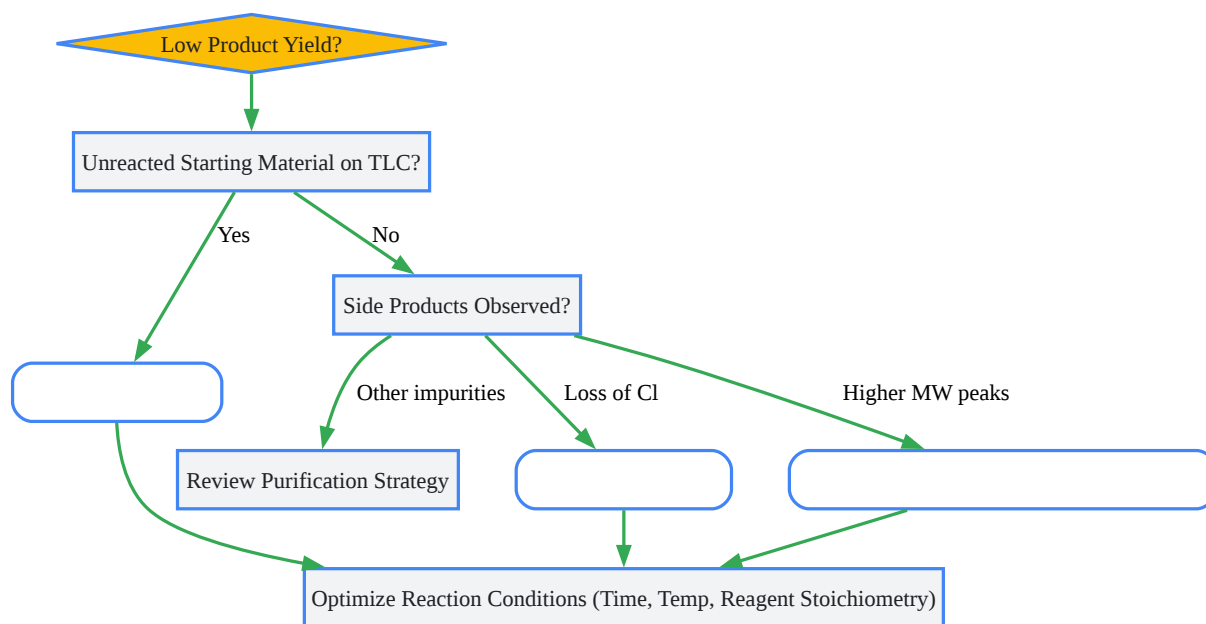 Low Product Yield?
Unreacted Starting Material on TLC?
Yes
No
Side Products Observed?
Other impurities
Loss of Cl
Higher MW peaks
Review Purification Strategy
Optimize Reaction Conditions (Time, Temp, Reagent Stoichiometry)